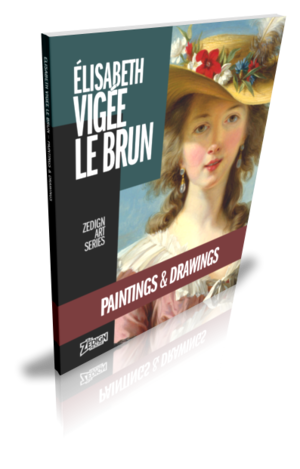 ÉLISABETH VIGÉE LE BRUN - PAINTINGS & DRAWINGS
ÉLISABETH
VIGÉE
LE BRUN
ZEDIGN
ART
SERIES
PAINTINGS & DRAWINGS
ZEDIGN